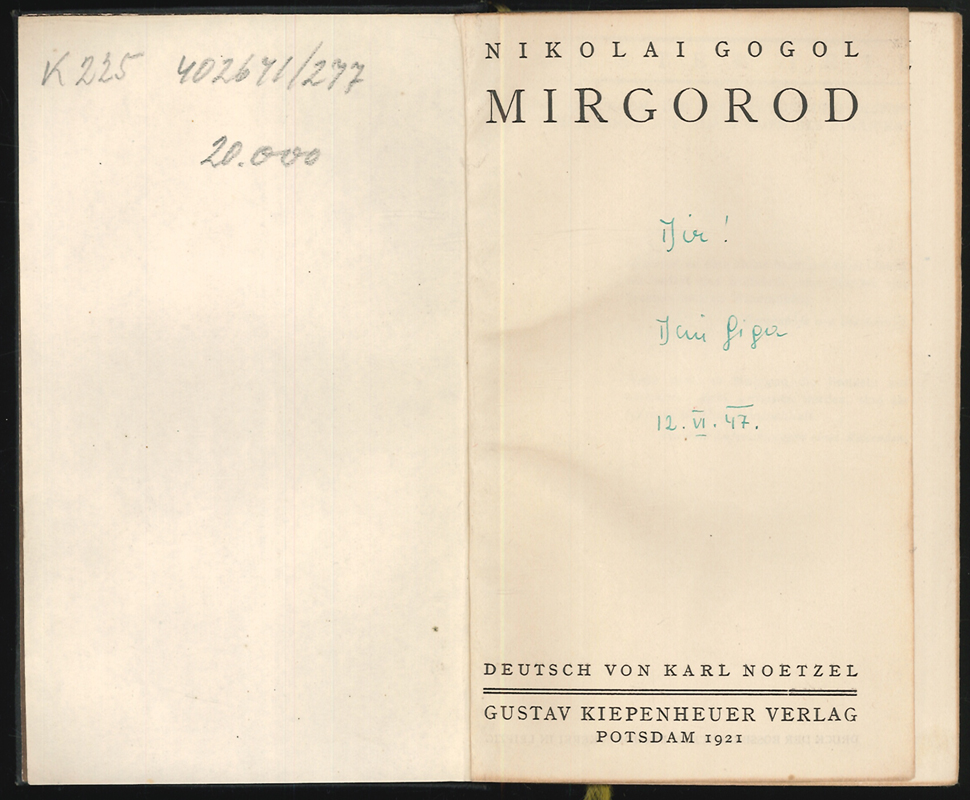 K 225 402671/277
20.000
NIKOLAI GOGOL
MIRGOROD
Dir!
12. VI. 47.
DEUTSCH VON KARL NOETZEL
GUSTAV KIEPENHEUER VERLAG
POTSDAM 1921